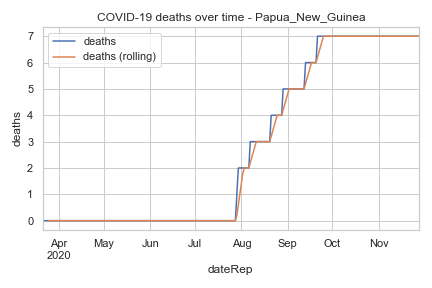 COVID-19 deaths over time - Papua_New_Guinea
deaths
deaths (rolling)
7
6
5
4
3
2
1
0
deaths
Apr May Jun Jul Aug Sep Oct Nov
2020
dateRep